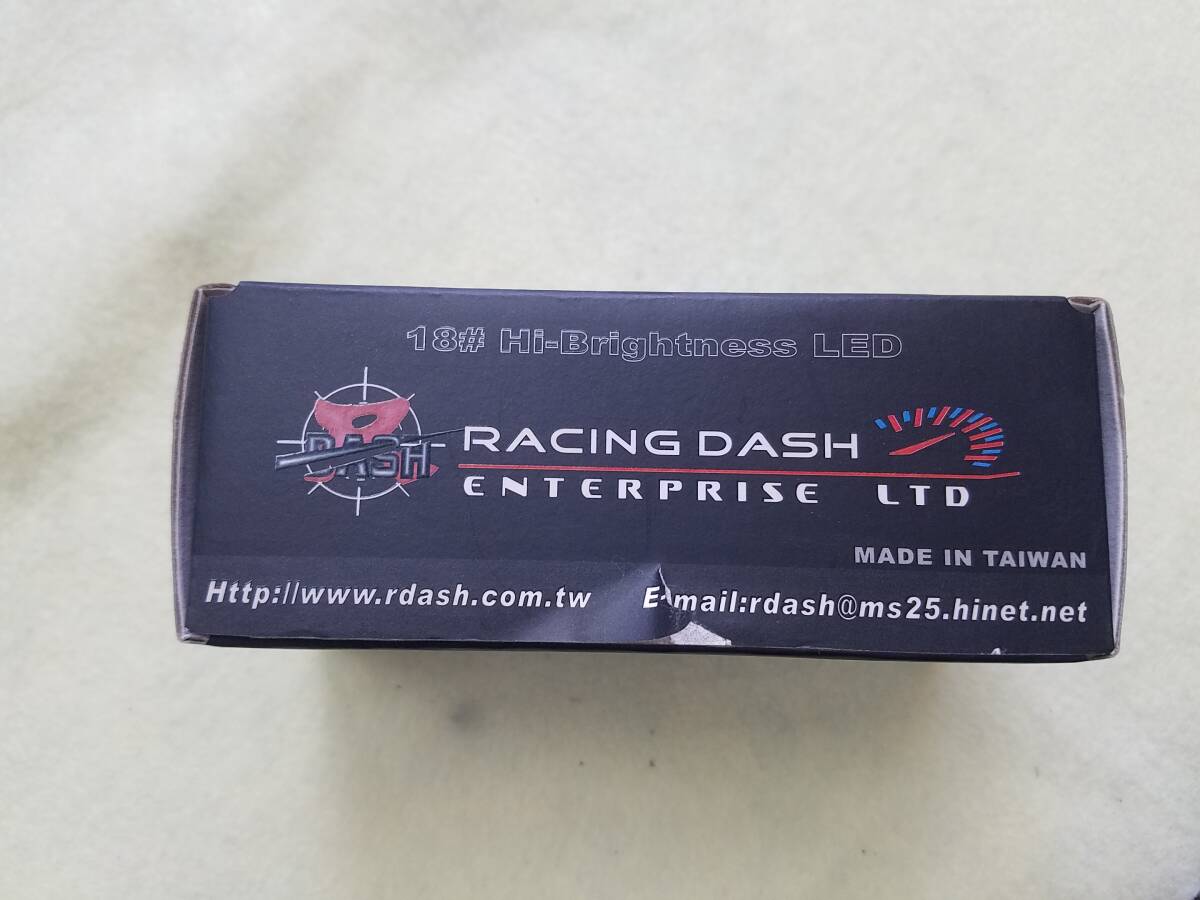 18# Hi-Brightness LED
R DASH
RACING DASH
ENTERPRISE LTD
MADE IN TAIWAN
Http://www.rdash.com.tw
E-mail:rdash@ms25.hinet.net